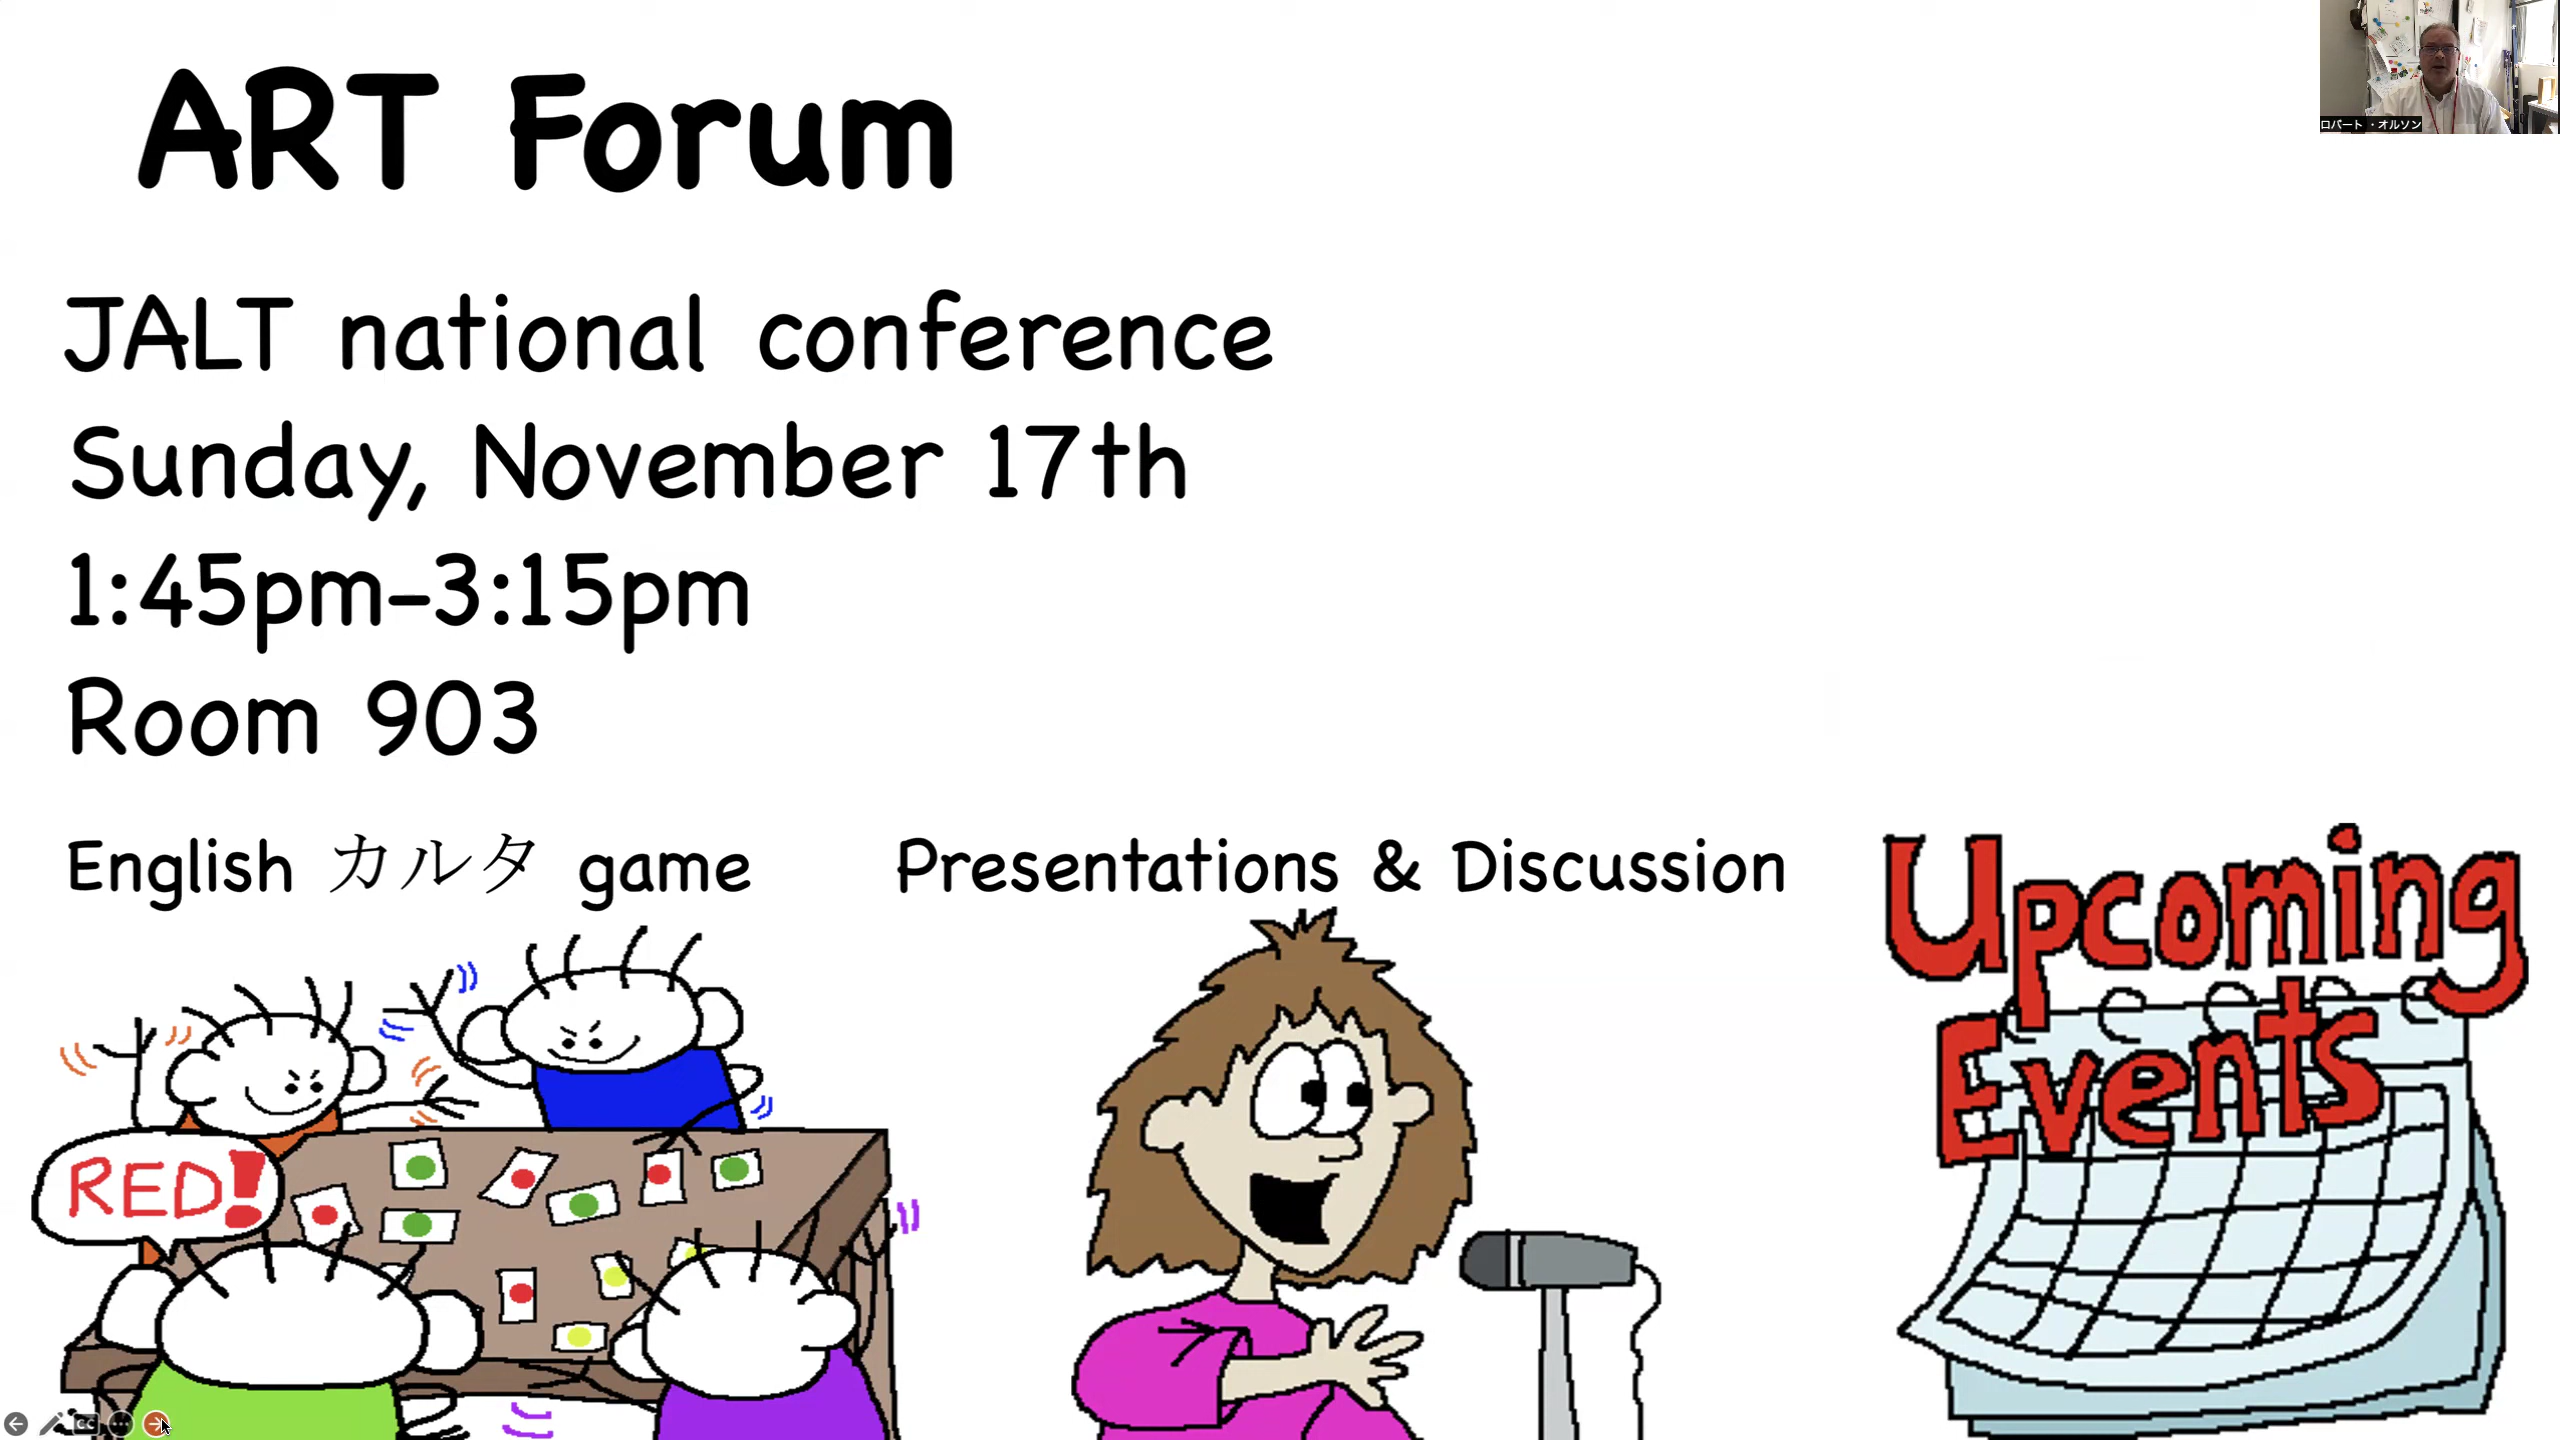 ART Forum
ロバート ・オルソン
JALT national conference
Sunday, November 17th
1:45pm-3:15pm
Room 903
English カルタ game
Presentations & Discussion
Upcoming
Events
RED!
CC